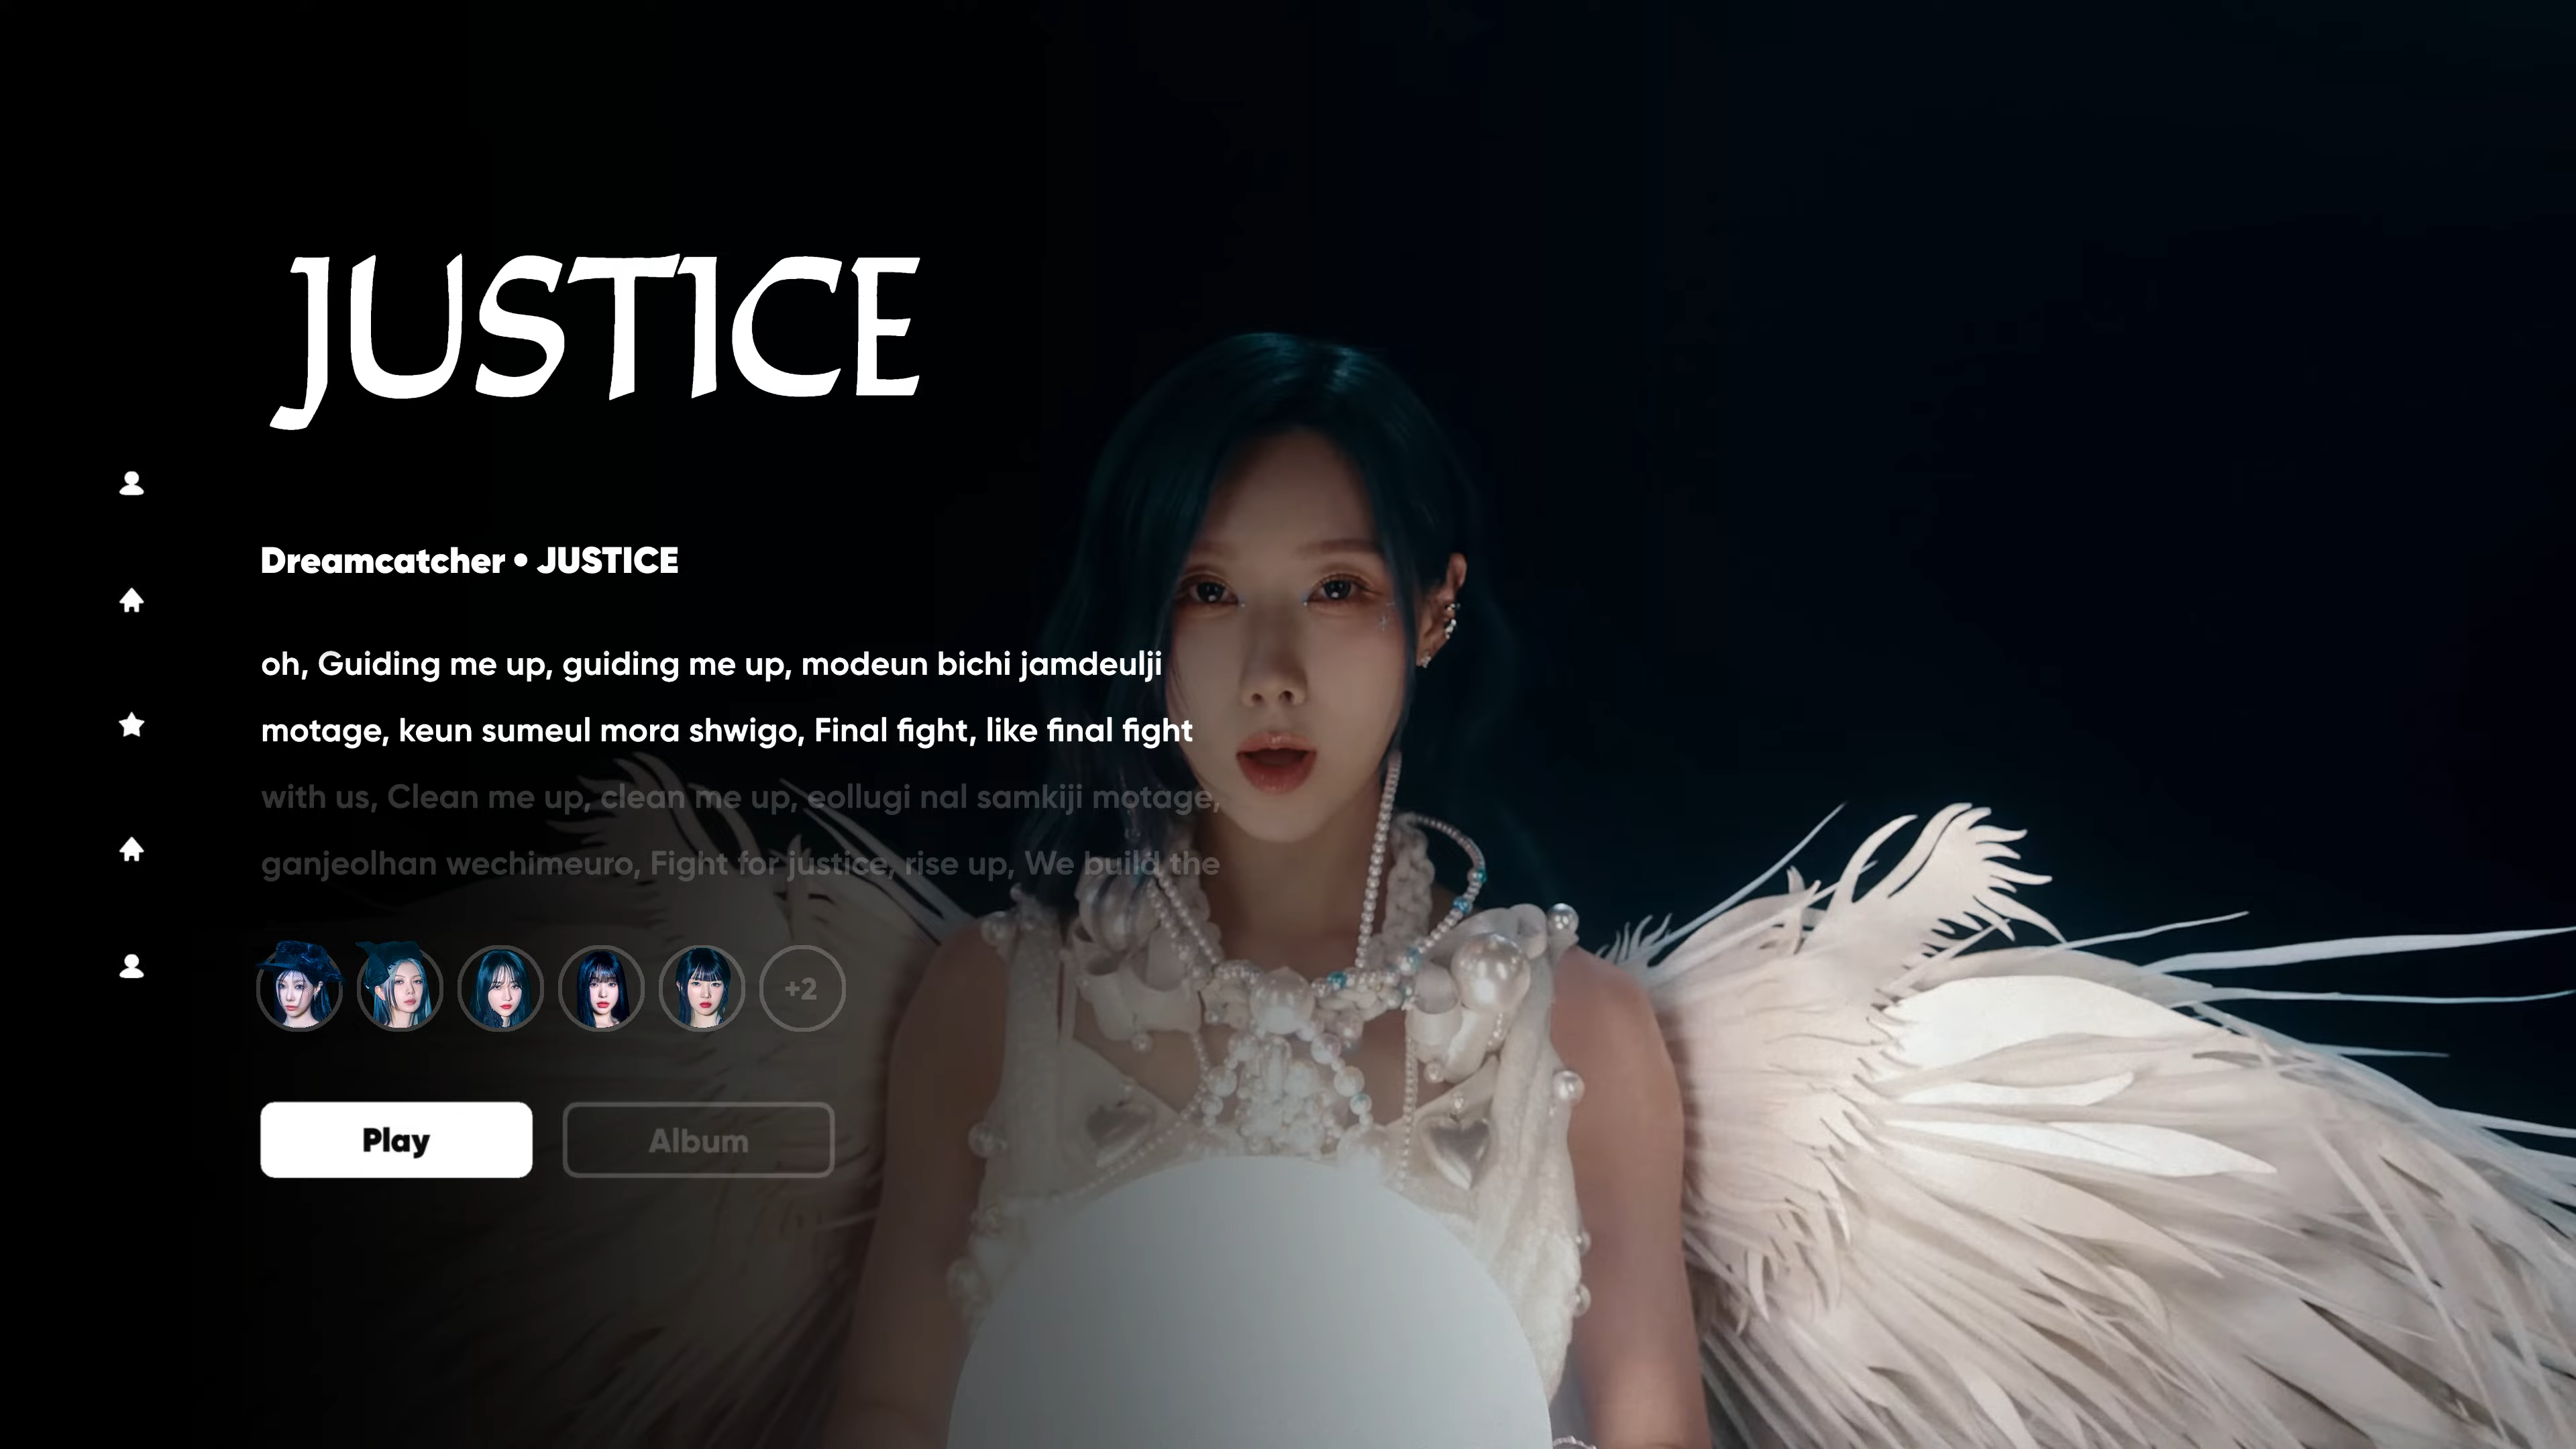 JUSTICE
Dreamcatcher • JUSTICE
oh, Guiding me up, guiding me up, modeun bichi jamdeulji
motage, keun sumeul mora shwigo, Final fight, like final fight
with us, Clean me up, clean me up, eollugi nal samkiji motage,
ganjeolhan wechimeuro, Fight for justice, rise up, We build the
+2
Play
Album